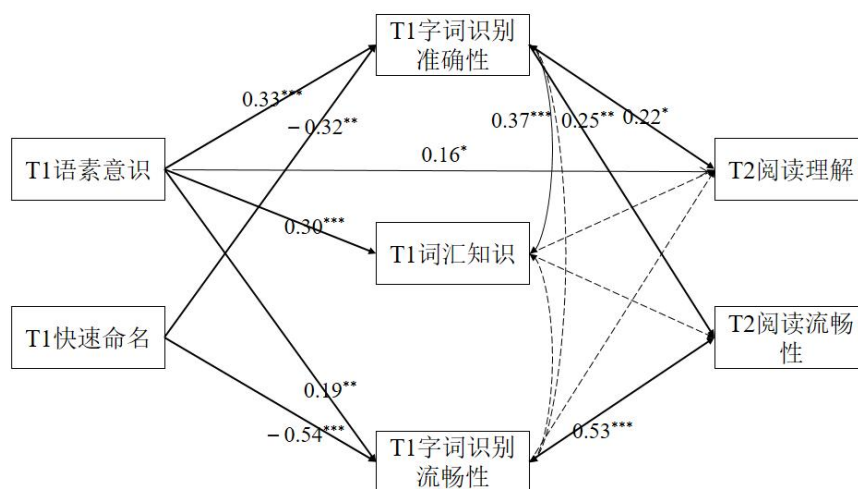 T1字词识别
准确性
0.33***
−0.32**
0.37***
0.25**
0.22*
T1语素意识
0.16*
T2阅读理解
0.30***
T1词汇知识
T1快速命名
T2阅读流畅
性
0.19**
−0.54***
0.53***
T1字词识别
流畅性